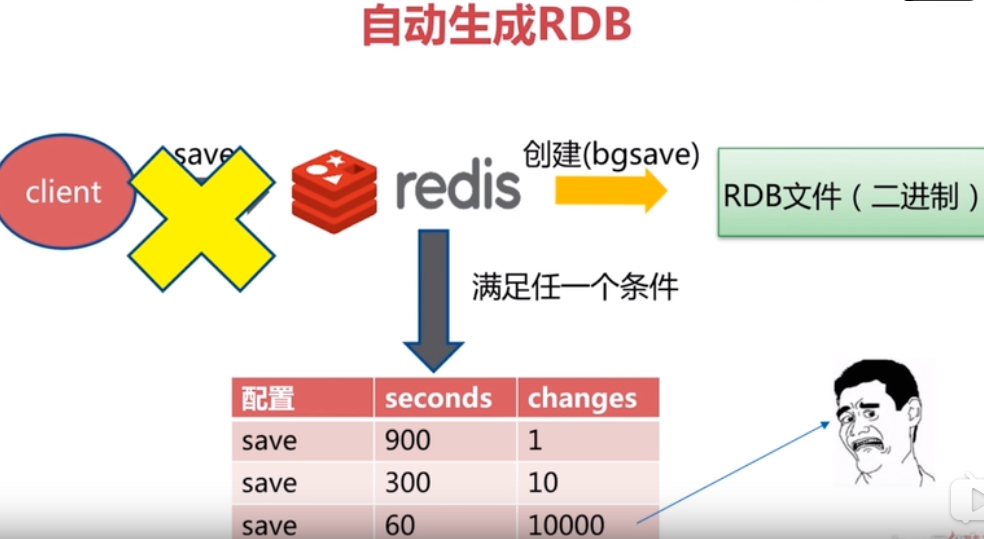 自动生成RDB
client
save
redis
创建(bgsave)
RDB文件（二进制）
满足任一个条件
配置 seconds changes
save 900 1
save 300 10
save 60 10000